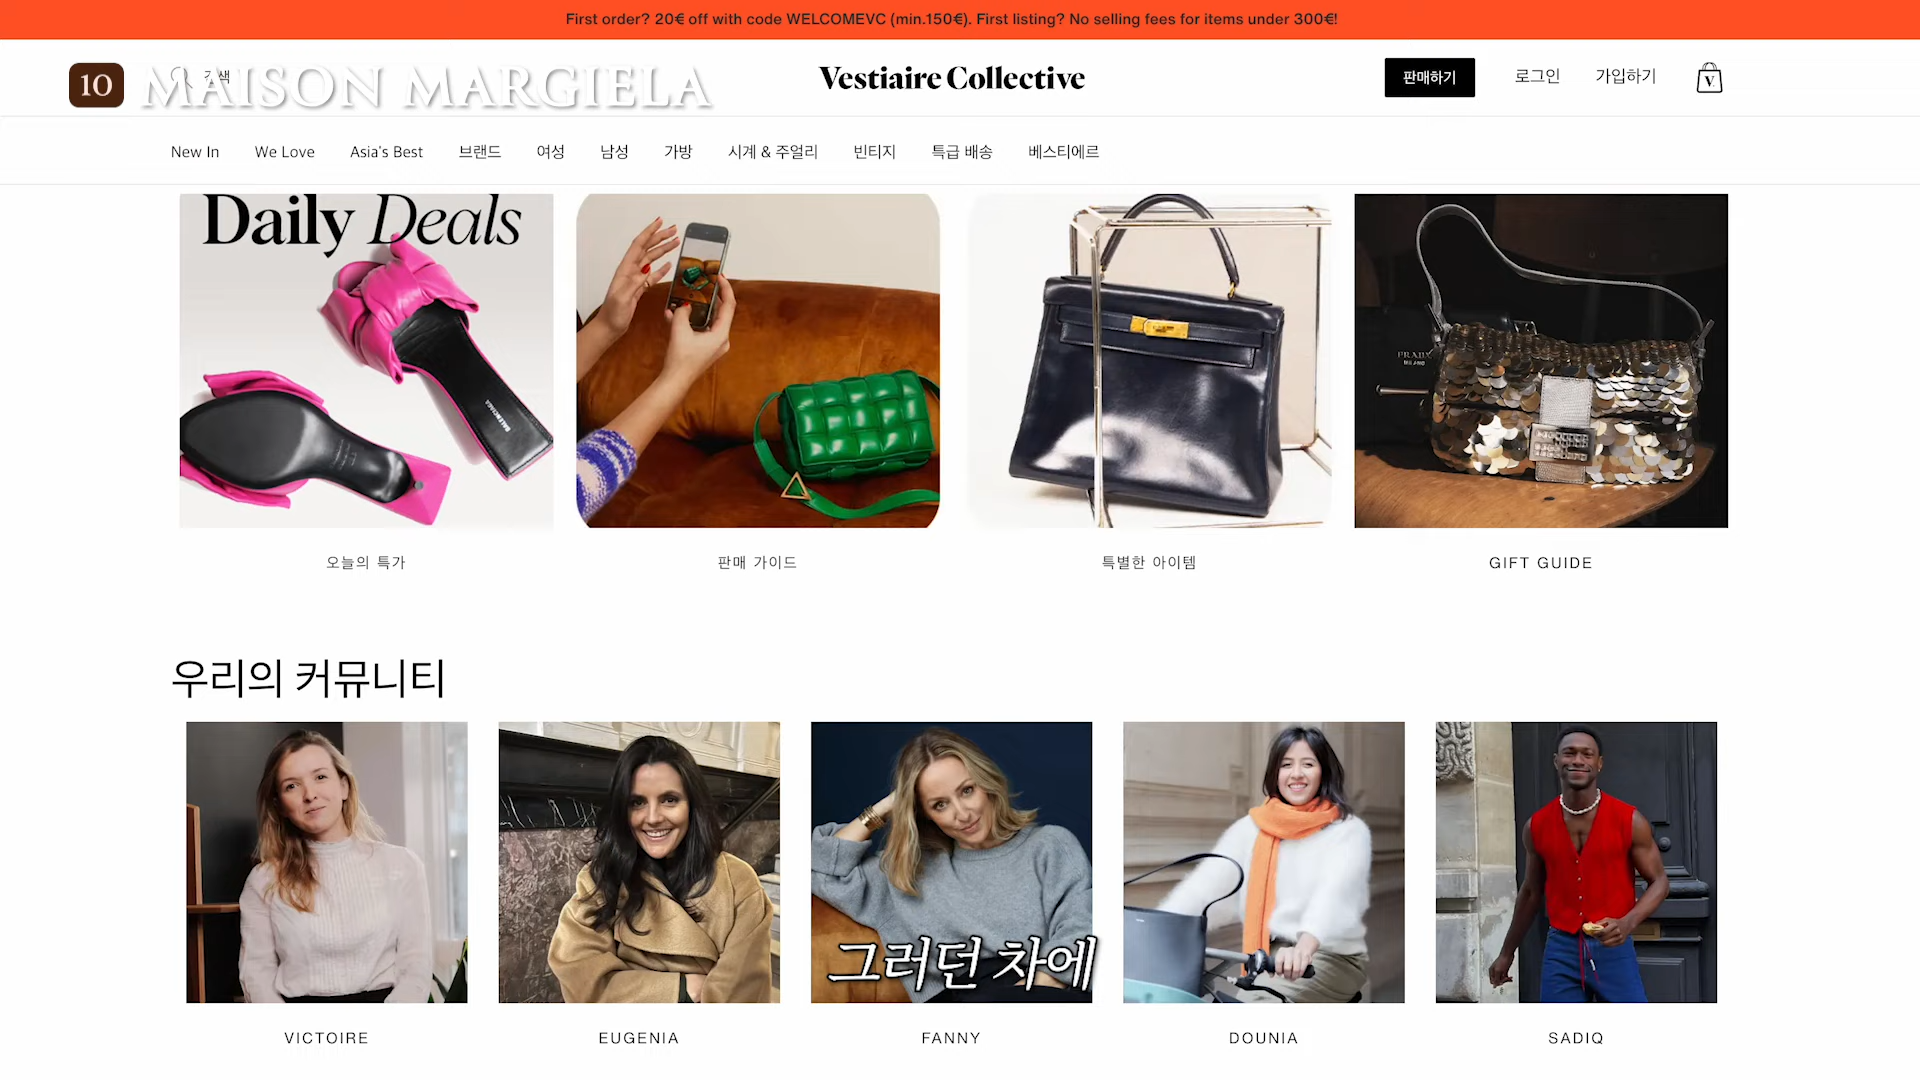 First order? 20€ off with code WELCOMEVC (min.150€). First listing? No selling fees for items under 300€!
10 MAISON MARGIELA
검색
Vestiaire Collective
판매하기
로그인
가입하기
V.
New In
We Love
Asia's Best
브랜드
여성
남성
가방
시계 & 주얼리
빈티지
특급 배송
베스티에르
Daily Deals
BALENCIAGA
PRADA
MILANO
오늘의 특가
판매 가이드
특별한 아이템
GIFT GUIDE
우리의 커뮤니티
그러던 차에
VICTOIRE
EUGENIA
FANNY
DOUNIA
SADIQ